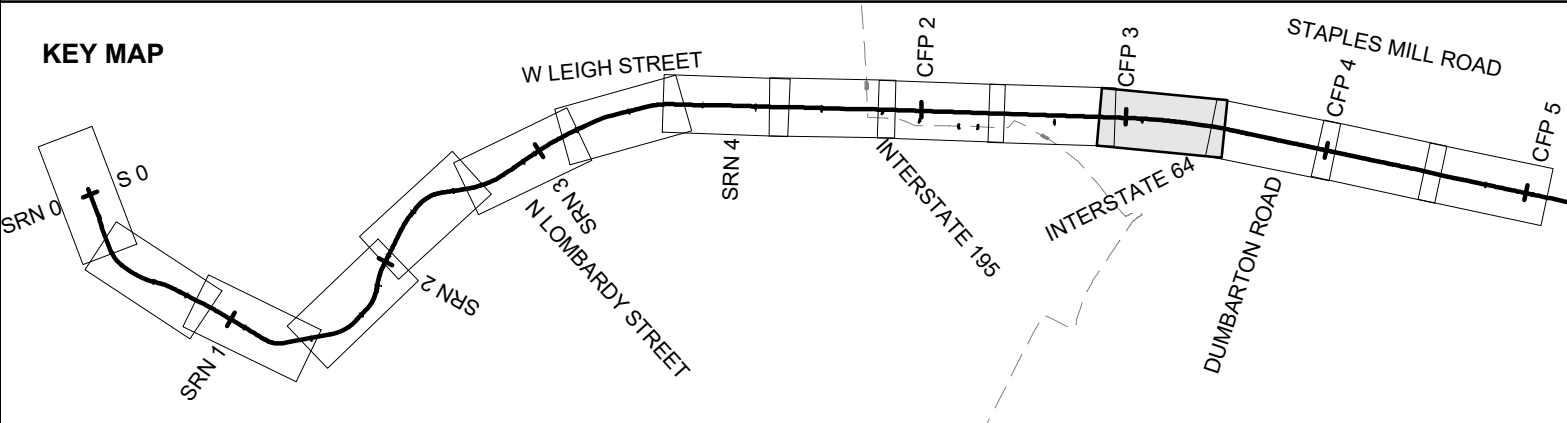 KEY MAP
S 0
SRN 0
SRN 1
SRN 2
SRN 3
N LOMBARDY STREET
W LEIGH STREET
SRN 4
INTERSTATE 195
CFP 2
CFP 3
INTERSTATE 64
DUMBARTON ROAD
STAPLES MILL ROAD
CFP 4
CFP 5